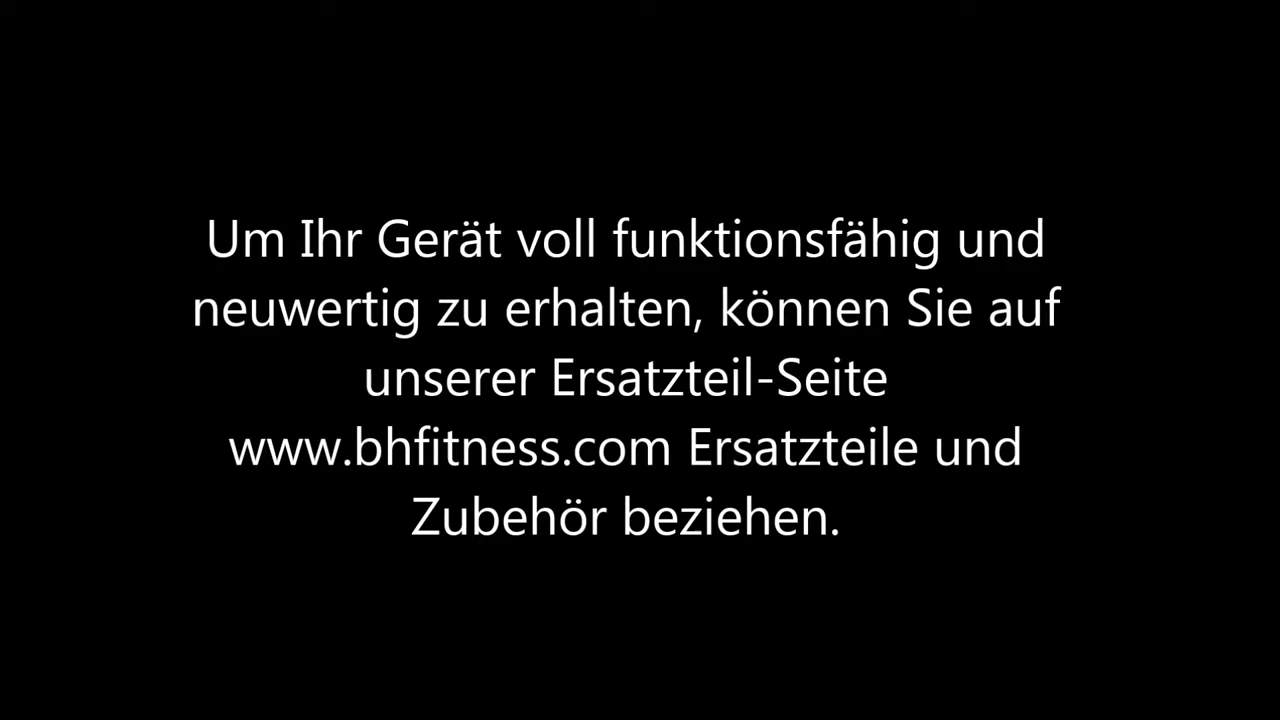 Um Ihr Gerät voll funktionsfähig und
neuwertig zu erhalten, können Sie auf
unserer Ersatzteil-Seite
www.bhfitness.com Ersatzteile und
Zubehör beziehen.